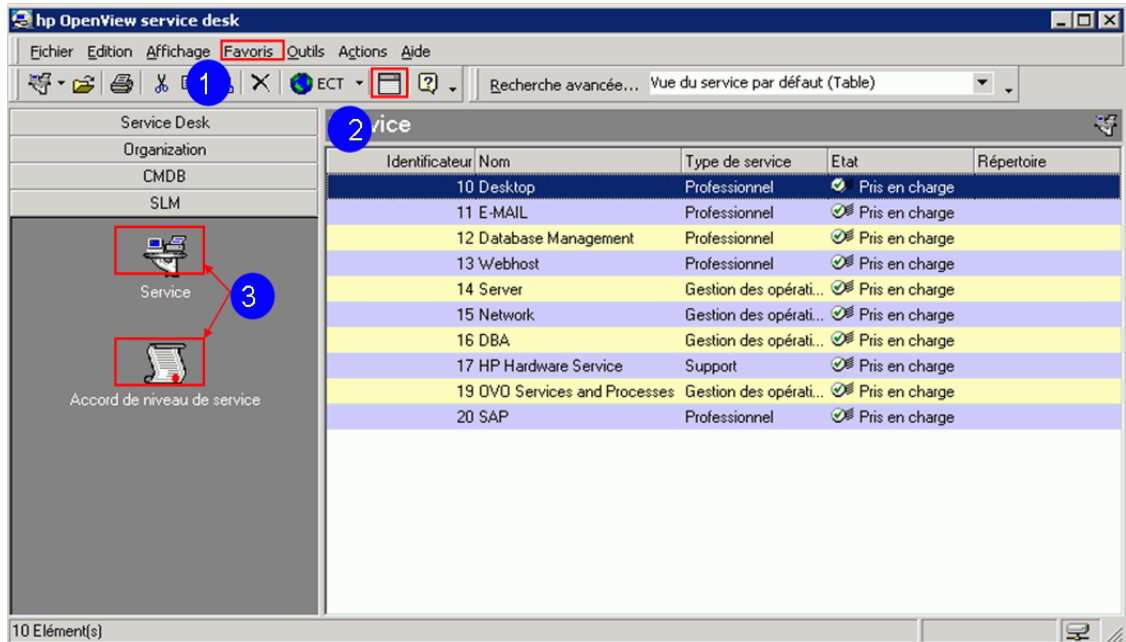 hp OpenView service desk
Fichier Edition Affichage Favoris Outils Actions Aide
1 ECT Recherche avancée... Vue du service par défaut (Table)
Service Desk
Organization
CMDB
SLM
Service
Accord de niveau de service
3
2 vice
Identificateur Nom Type de service Etat Répertoire
10 Desktop Professionnel Pris en charge
11 E-MAIL Professionnel Pris en charge
12 Database Management Professionnel Pris en charge
13 Webhost Professionnel Pris en charge
14 Server Gestion des opérati... Pris en charge
15 Network Gestion des opérati... Pris en charge
16 DBA Gestion des opérati... Pris en charge
17 HP Hardware Service Support Pris en charge
19 OVO Services and Processes Gestion des opérati... Pris en charge
20 SAP Professionnel Pris en charge
10 Elément(s)